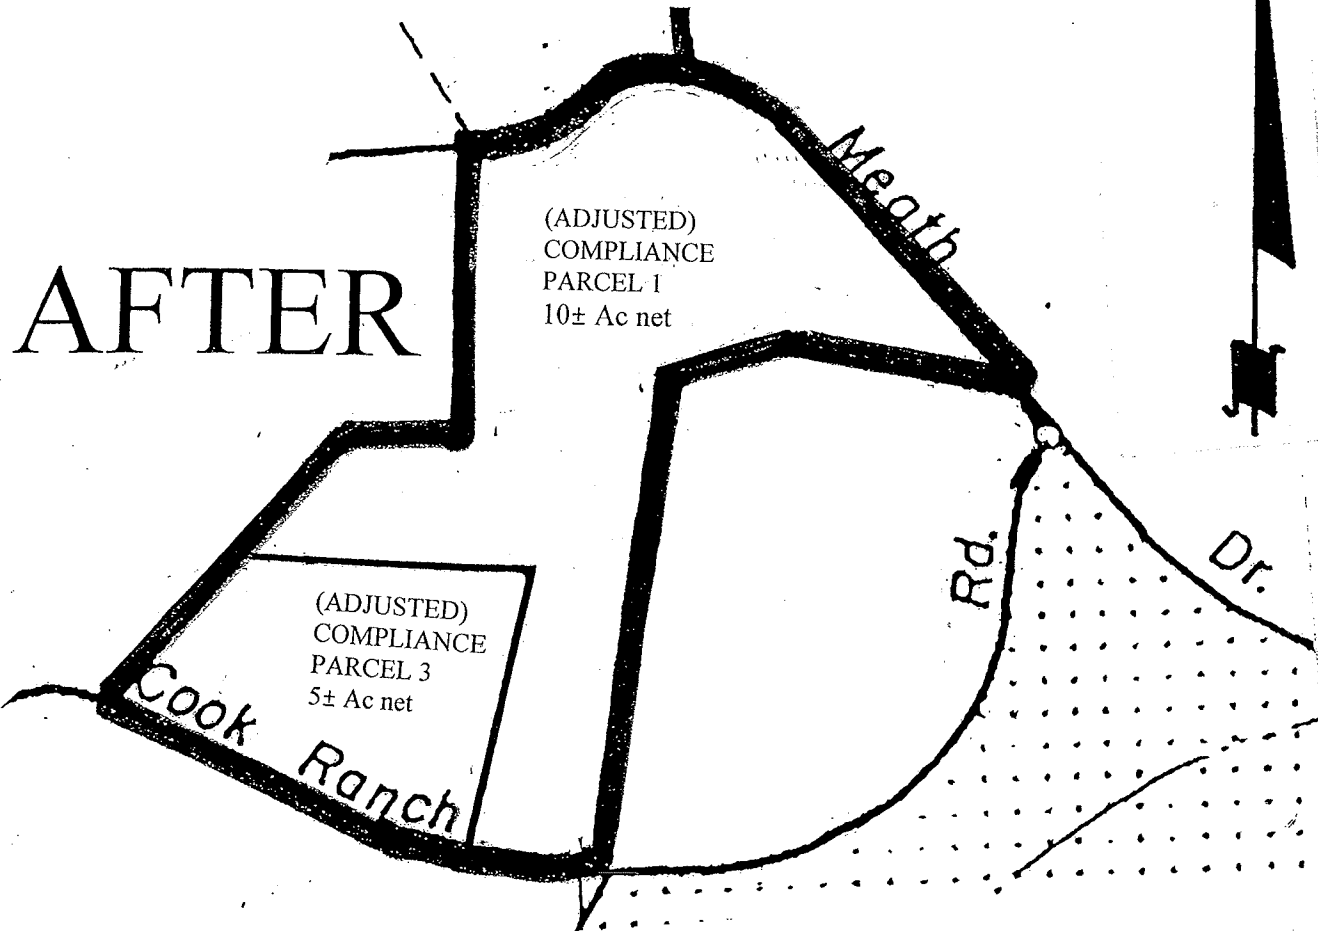 Meath
(ADJUSTED)
COMPLIANCE
PARCEL 1
10± Ac net
AFTER
Rd.
Dr.
(ADJUSTED)
COMPLIANCE
PARCEL 3
5± Ac net
Cook Ranch